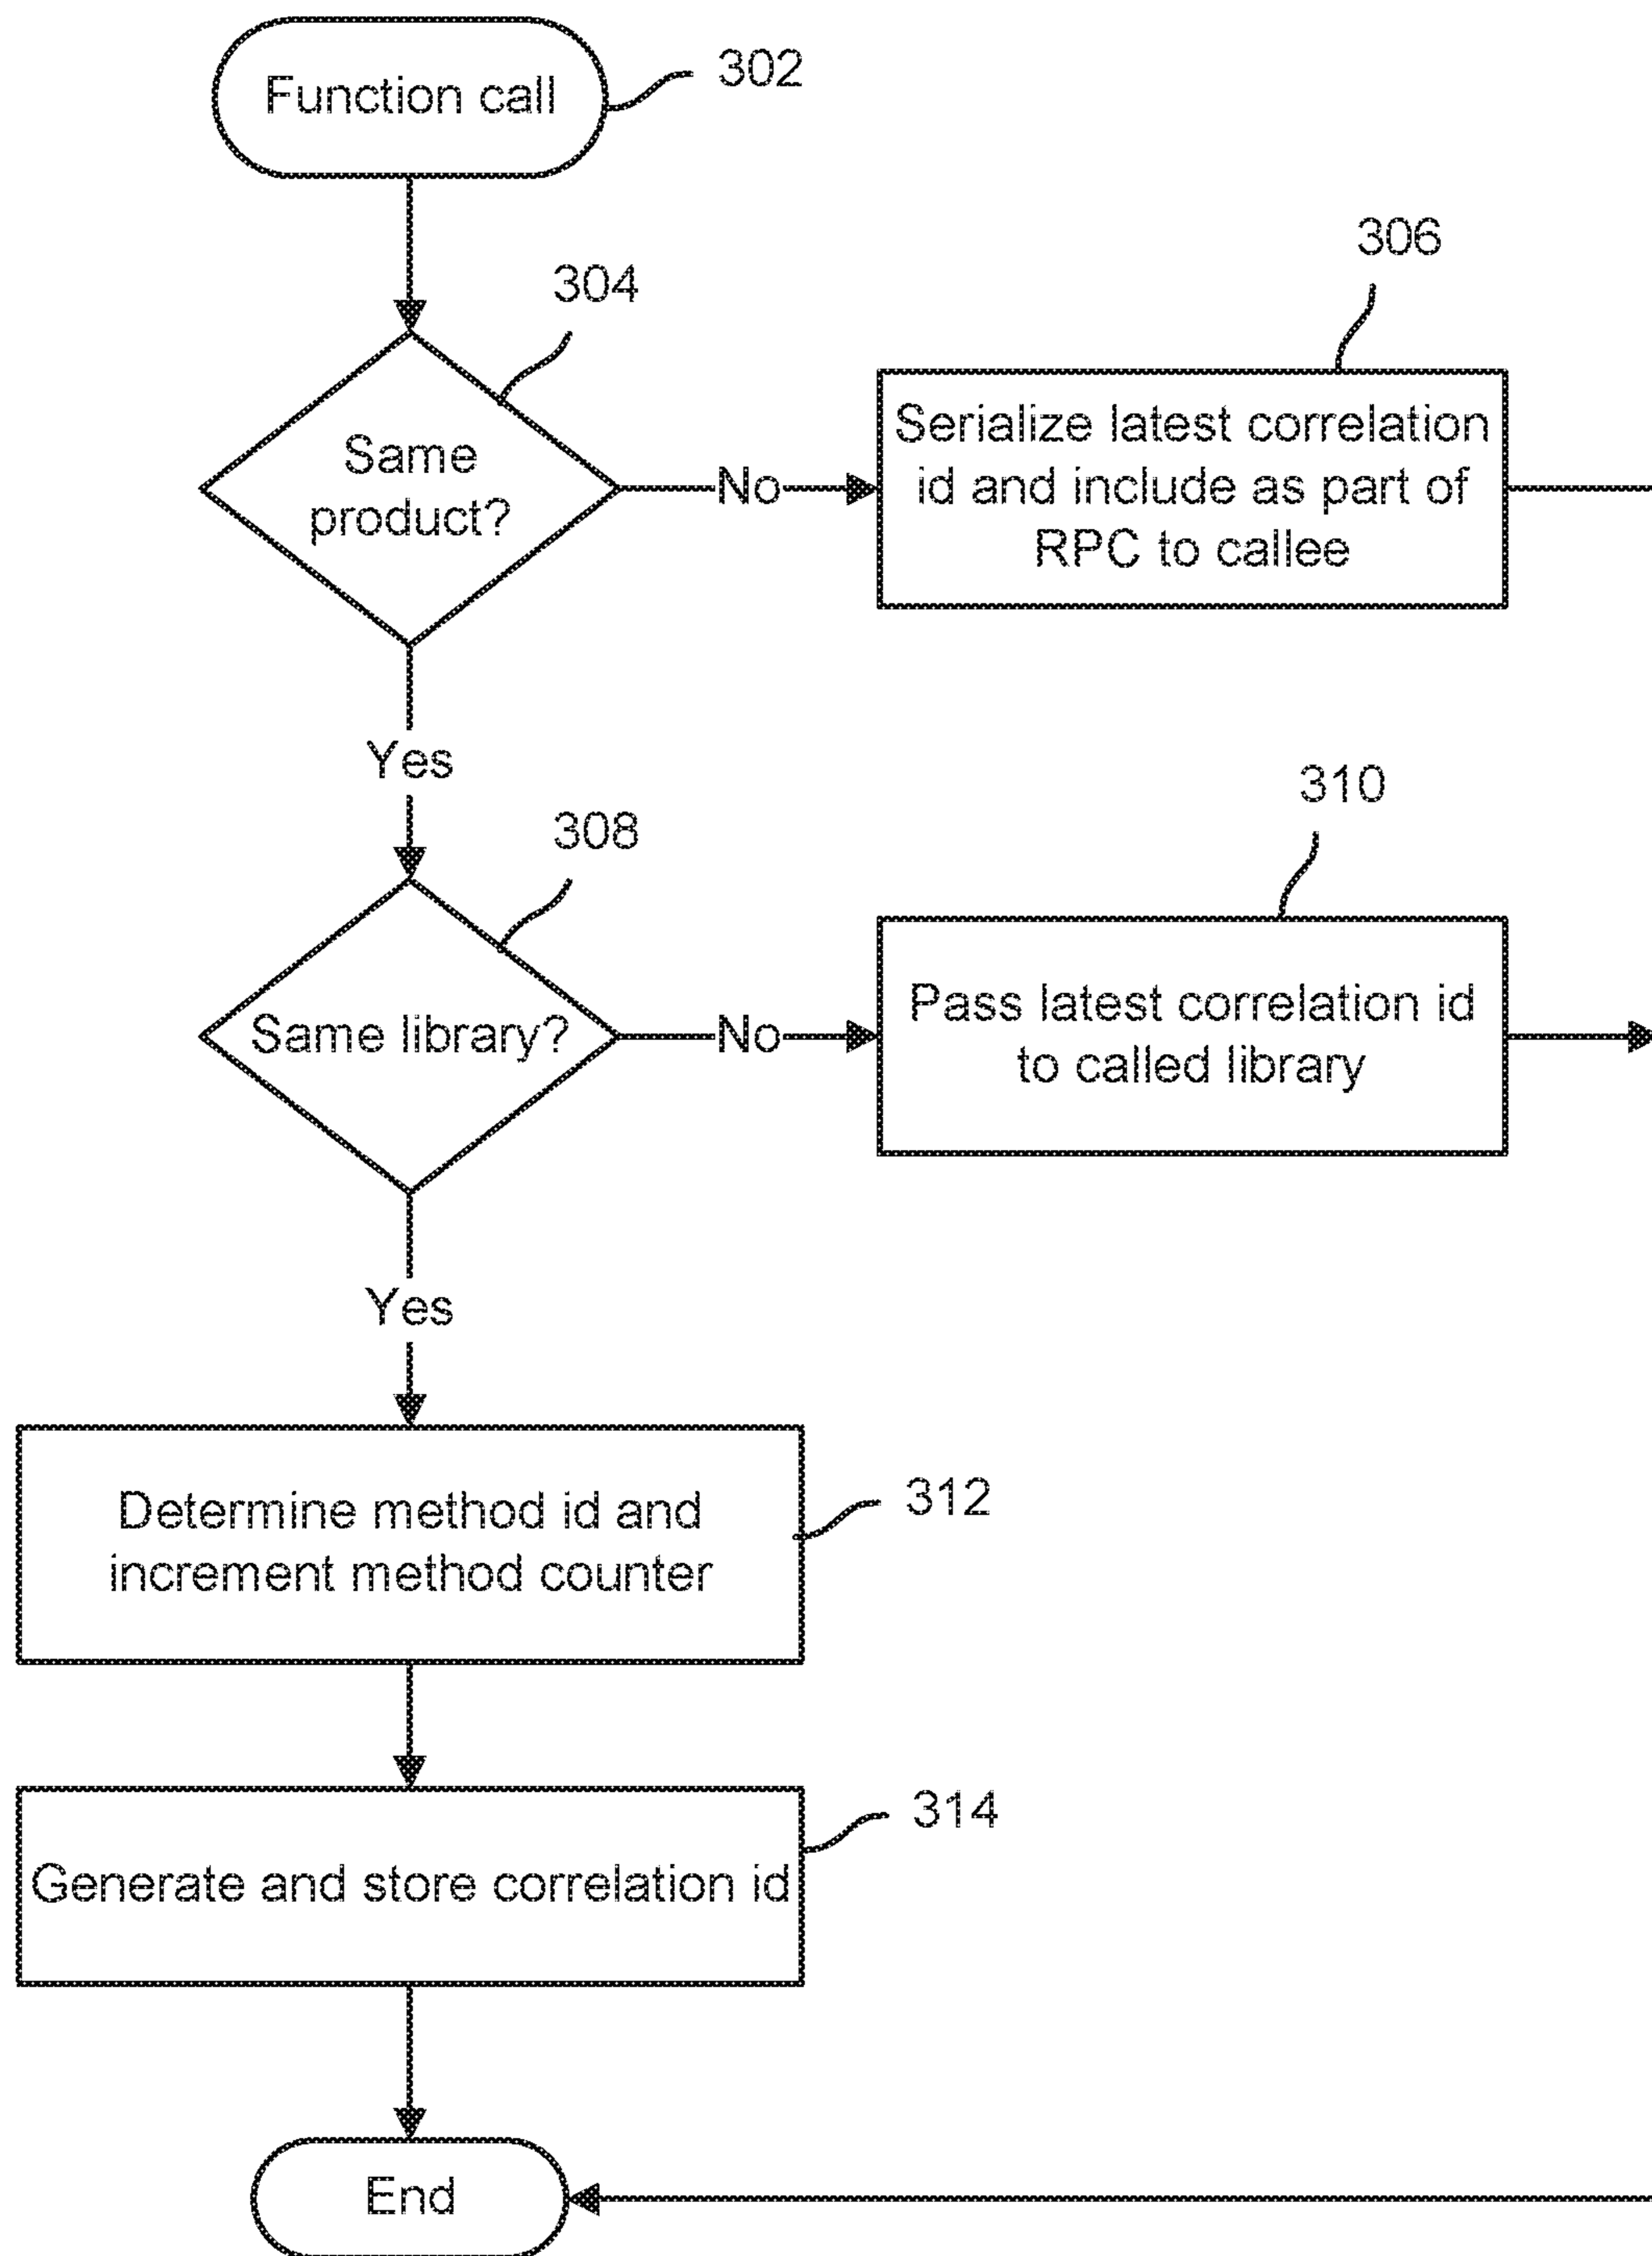 Function call
302
304
Same
product?
No
306
Serialize latest correlation
id and include as part of
RPC to callee
Yes
308
Same library?
No
310
Pass latest correlation id
to called library
Yes
312
Determine method id and
increment method counter
314
Generate and store correlation id
End